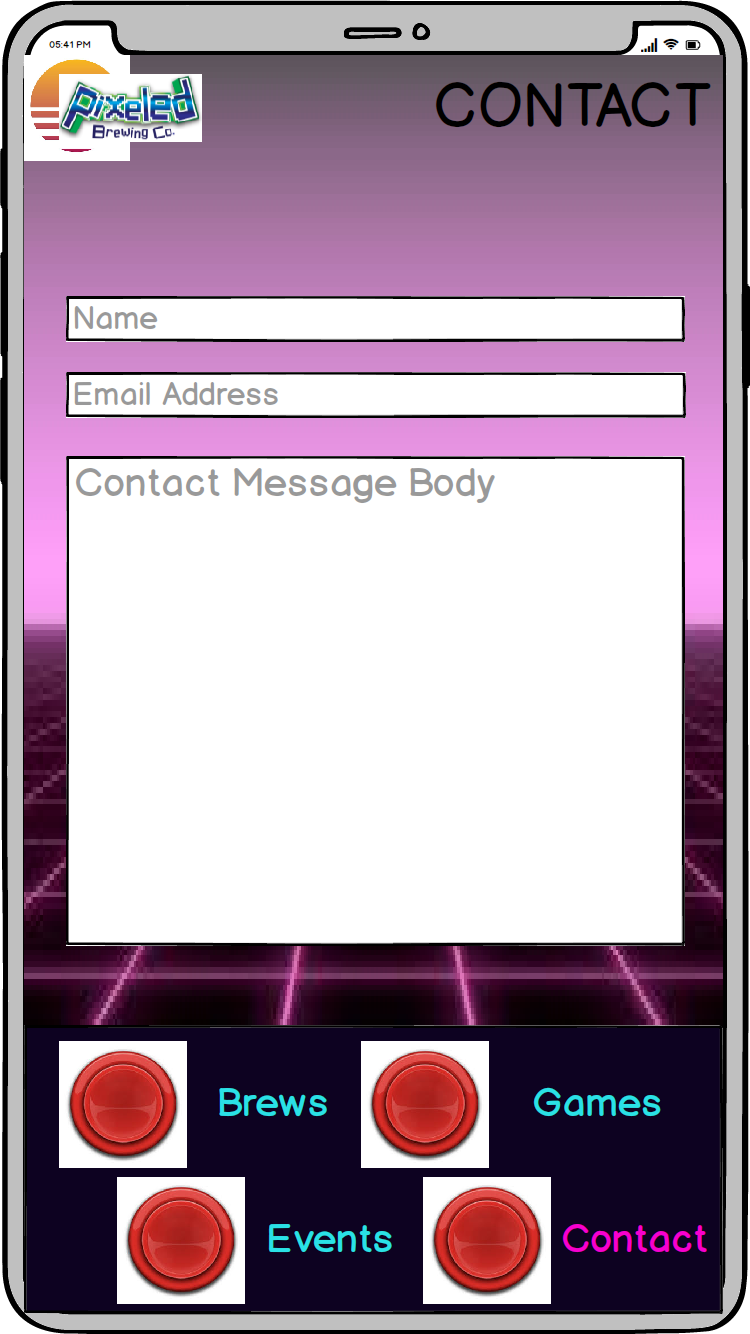 05:41 PM
Pixeled
Brewing Co.
CONTACT
Name
Email Address
Contact Message Body
Brews
Games
Events
Contact